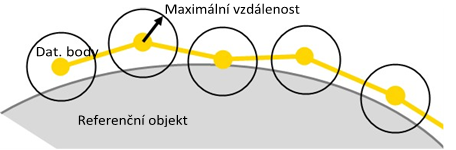 Maximální vzdálenost
Dat. body
Referenční objekt